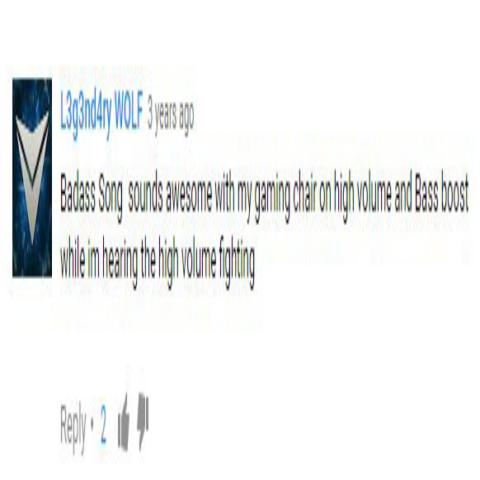 L3g3nd4ry WOLF 3 years ago
Badass Song sounds awesome with my gaming chair on high volume and Bass boost
while im hearing the high volume fighting
Reply • 2